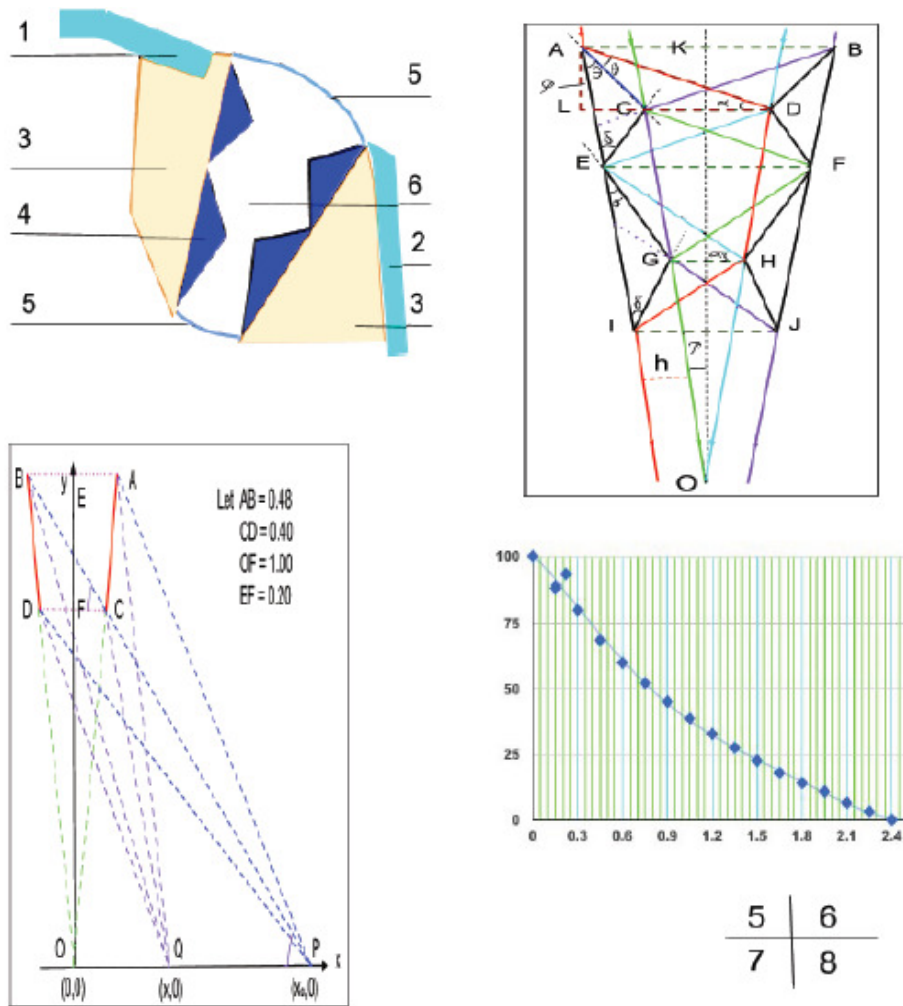 1
3
4
5
5
6
2
3
A K B
L C D
E F
G H
I J
h
O
B y A
E
Let AB = 0.48
CD = 0.40
OF = 1.00
EF = 0.20
D F C
O Q P x
(0,0) (x,0) (x₀,0)
100
75
50
25
0
0 0.3 0.6 0.9 1.2 1.5 1.8 2.1 2.4
5 6
7 8